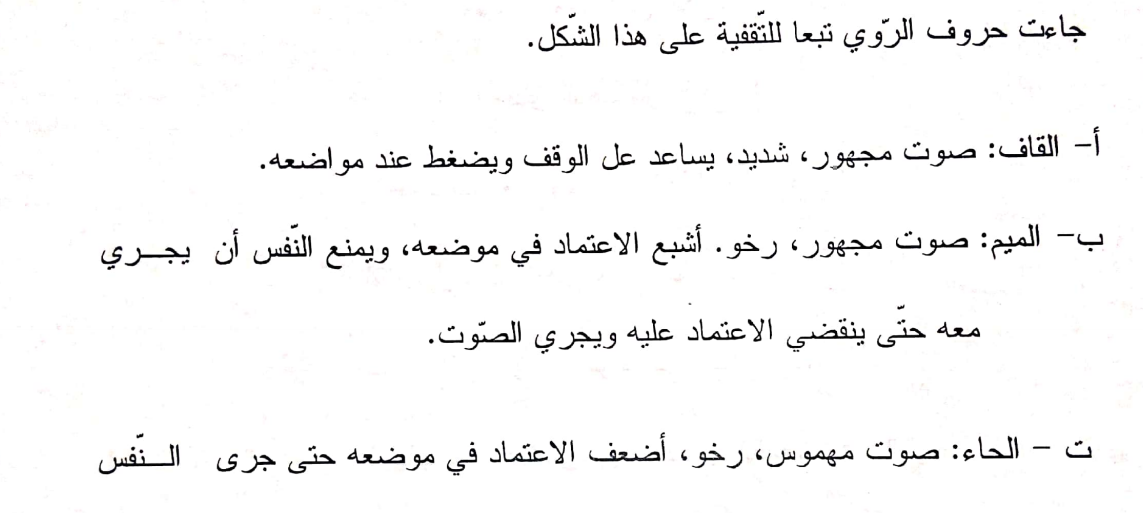 جاءت حروف الرّوي تبعا للتّقفية على هذا الشّكل.
أ- القاف: صوت مجهور، شديد، يساعد عل الوقف ويضغط عند مواضعه.
ب- الميم: صوت مجهور، رخو. أشبع الاعتماد في موضعه، ويمنع النّفس أن يجــري
معه حتّى ينقضي الاعتماد عليه ويجري الصّوت.
ت - الحاء: صوت مهموس، رخو، أضعف الاعتماد في موضعه حتى جرى الــنّفس